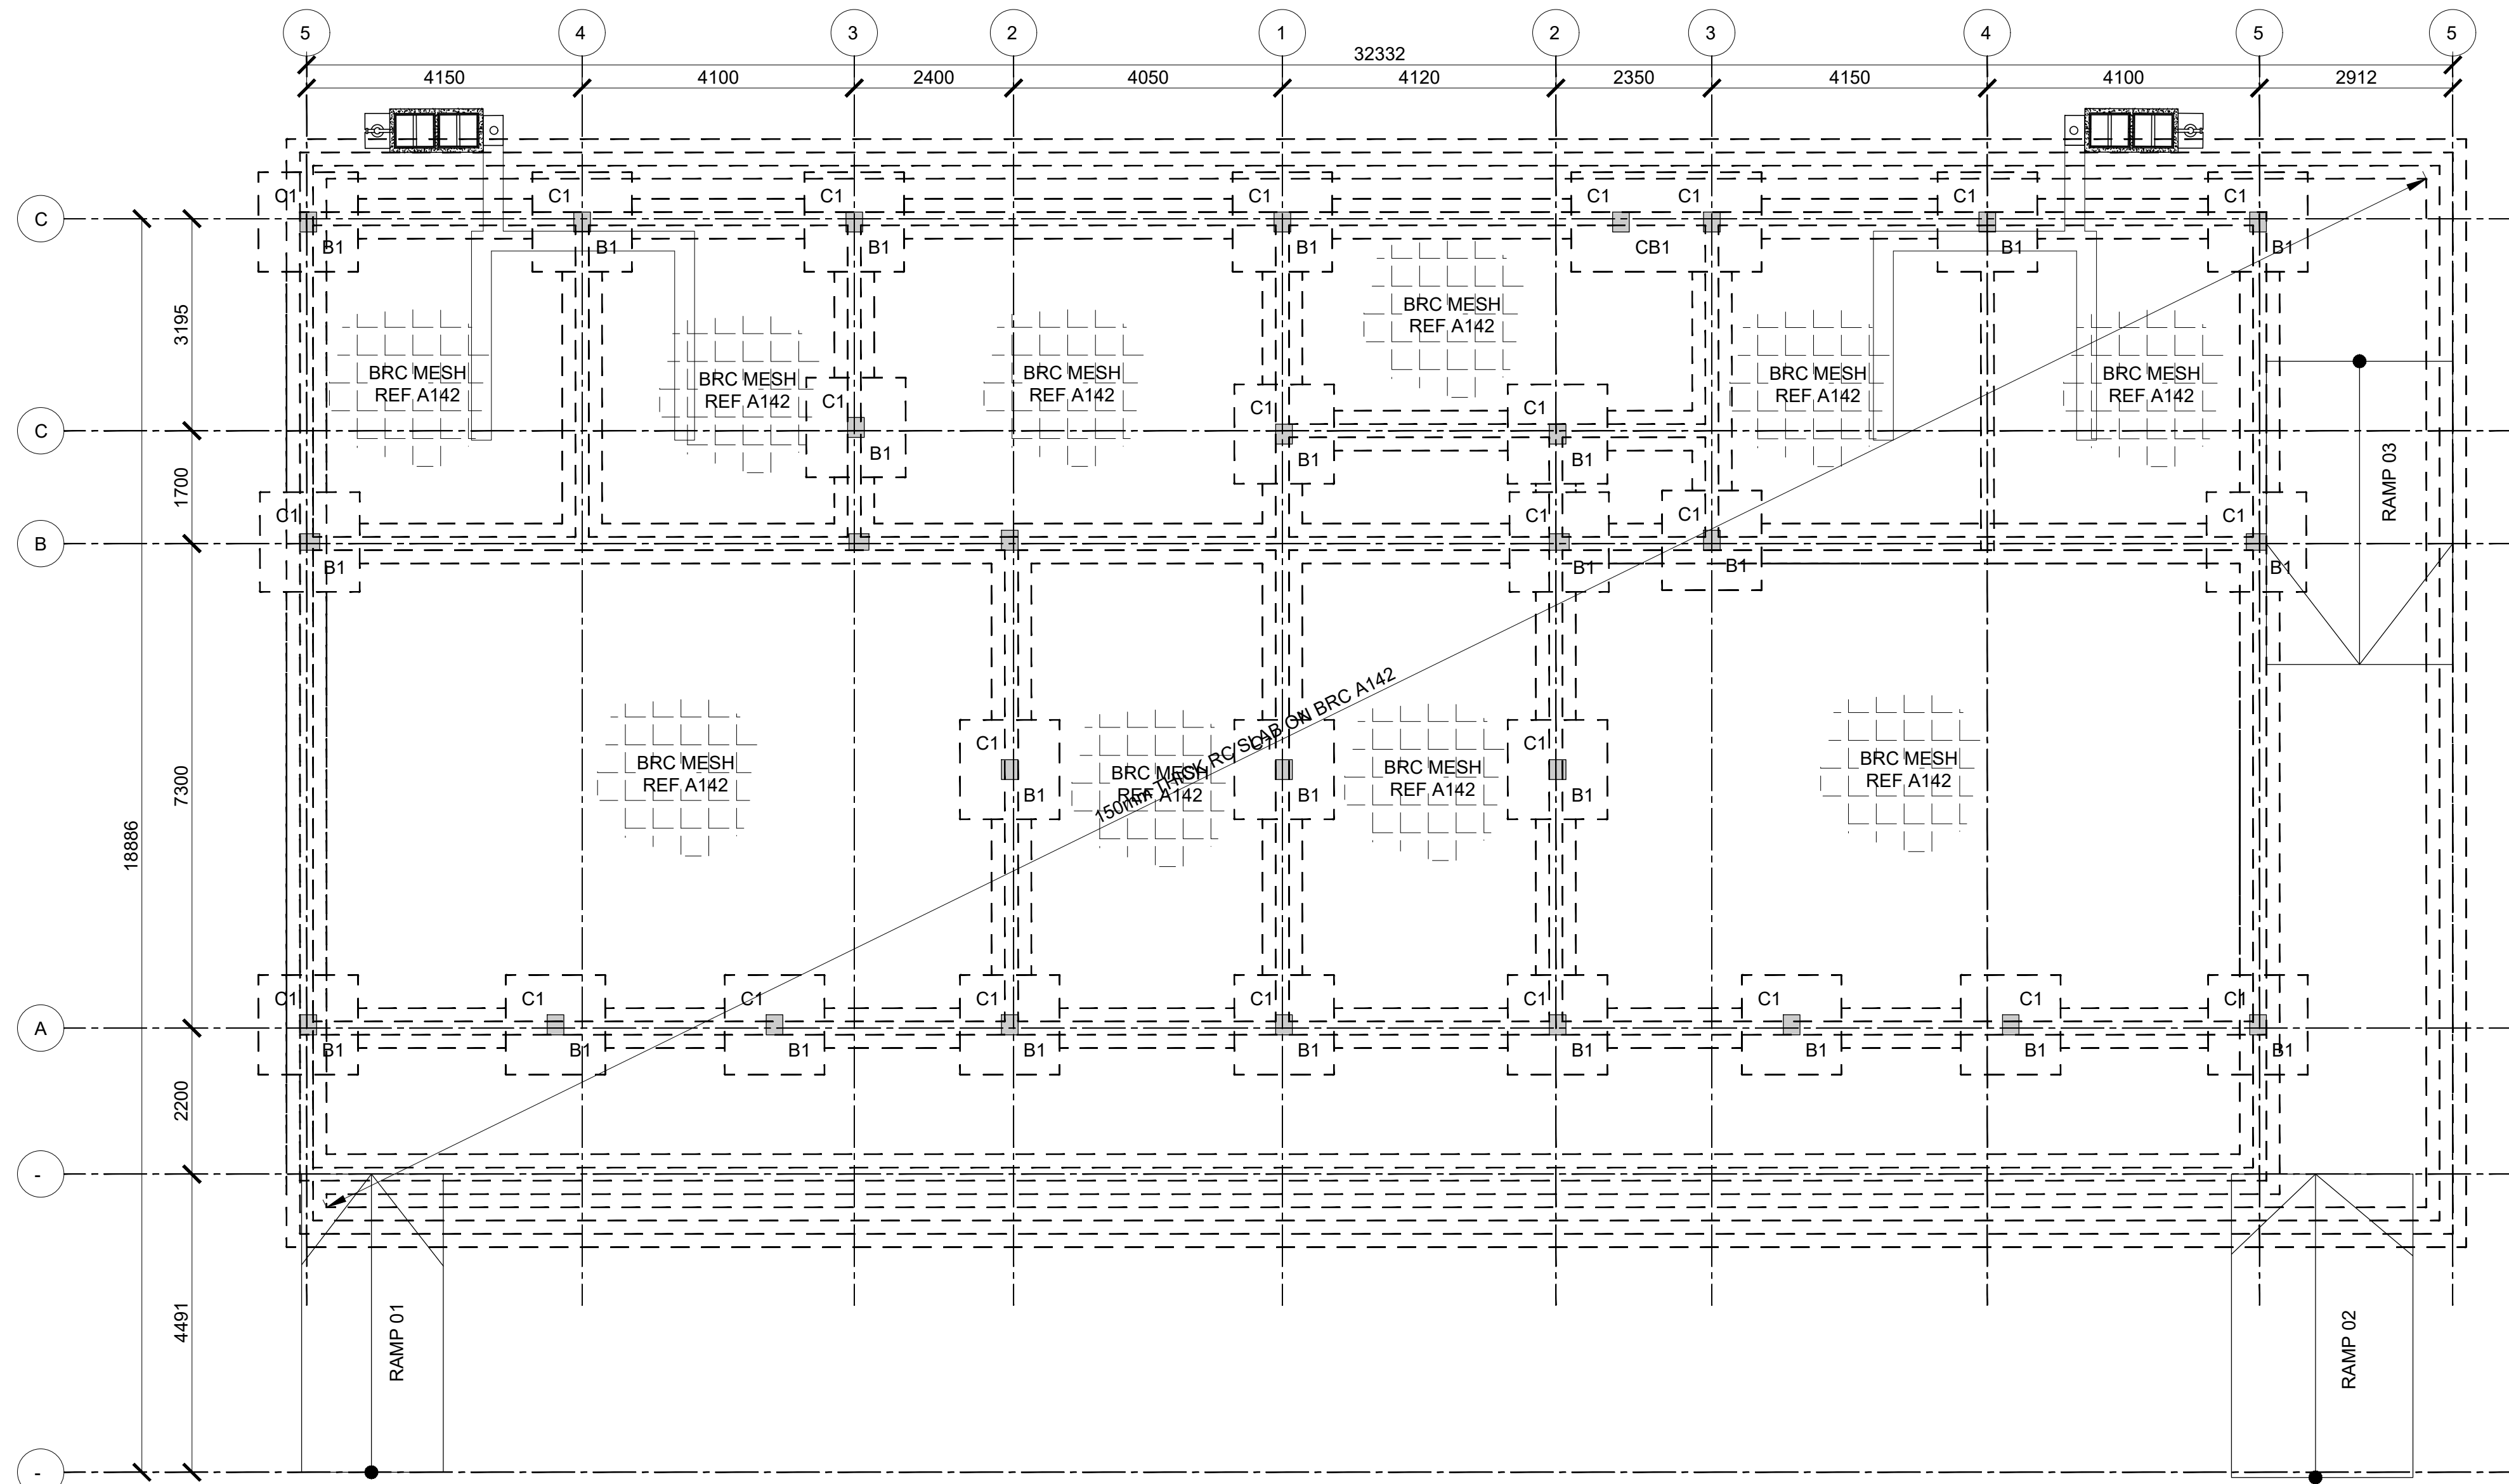 5 4 3 2 1 2 3 4 5 5
32332
4150 4100 2400 4050 4120 2350 4150 4100 2912
C C1 C1 C1 C1 C1 C1 C1 C1
B1 B1 B1 B1 CB1 B1 B1
3195
BRC MESH
REF A142
BRC MESH
REF A142
BRC MESH
REF A142
BRC MESH
REF A142
BRC MESH
REF A142
BRC MESH
REF A142
C C1 C1 C1
B1 B1 B1
RAMP 03
1700
B C1 C1 C1 C1
B1 B1 B1 B1
7300
18886
150mm THICK RC SLAB ON BRC A142
C1 C1 C1
BRC MESH
REF A142
BRC MESH
REF A142
BRC MESH
REF A142
BRC MESH
REF A142
B1 B1 B1
A C1 C1 C1 C1 C1 C1 C1 C1 C1
B1 B1 B1 B1 B1 B1 B1 B1 B1
2200
-
4491
RAMP 01
RAMP 02
-